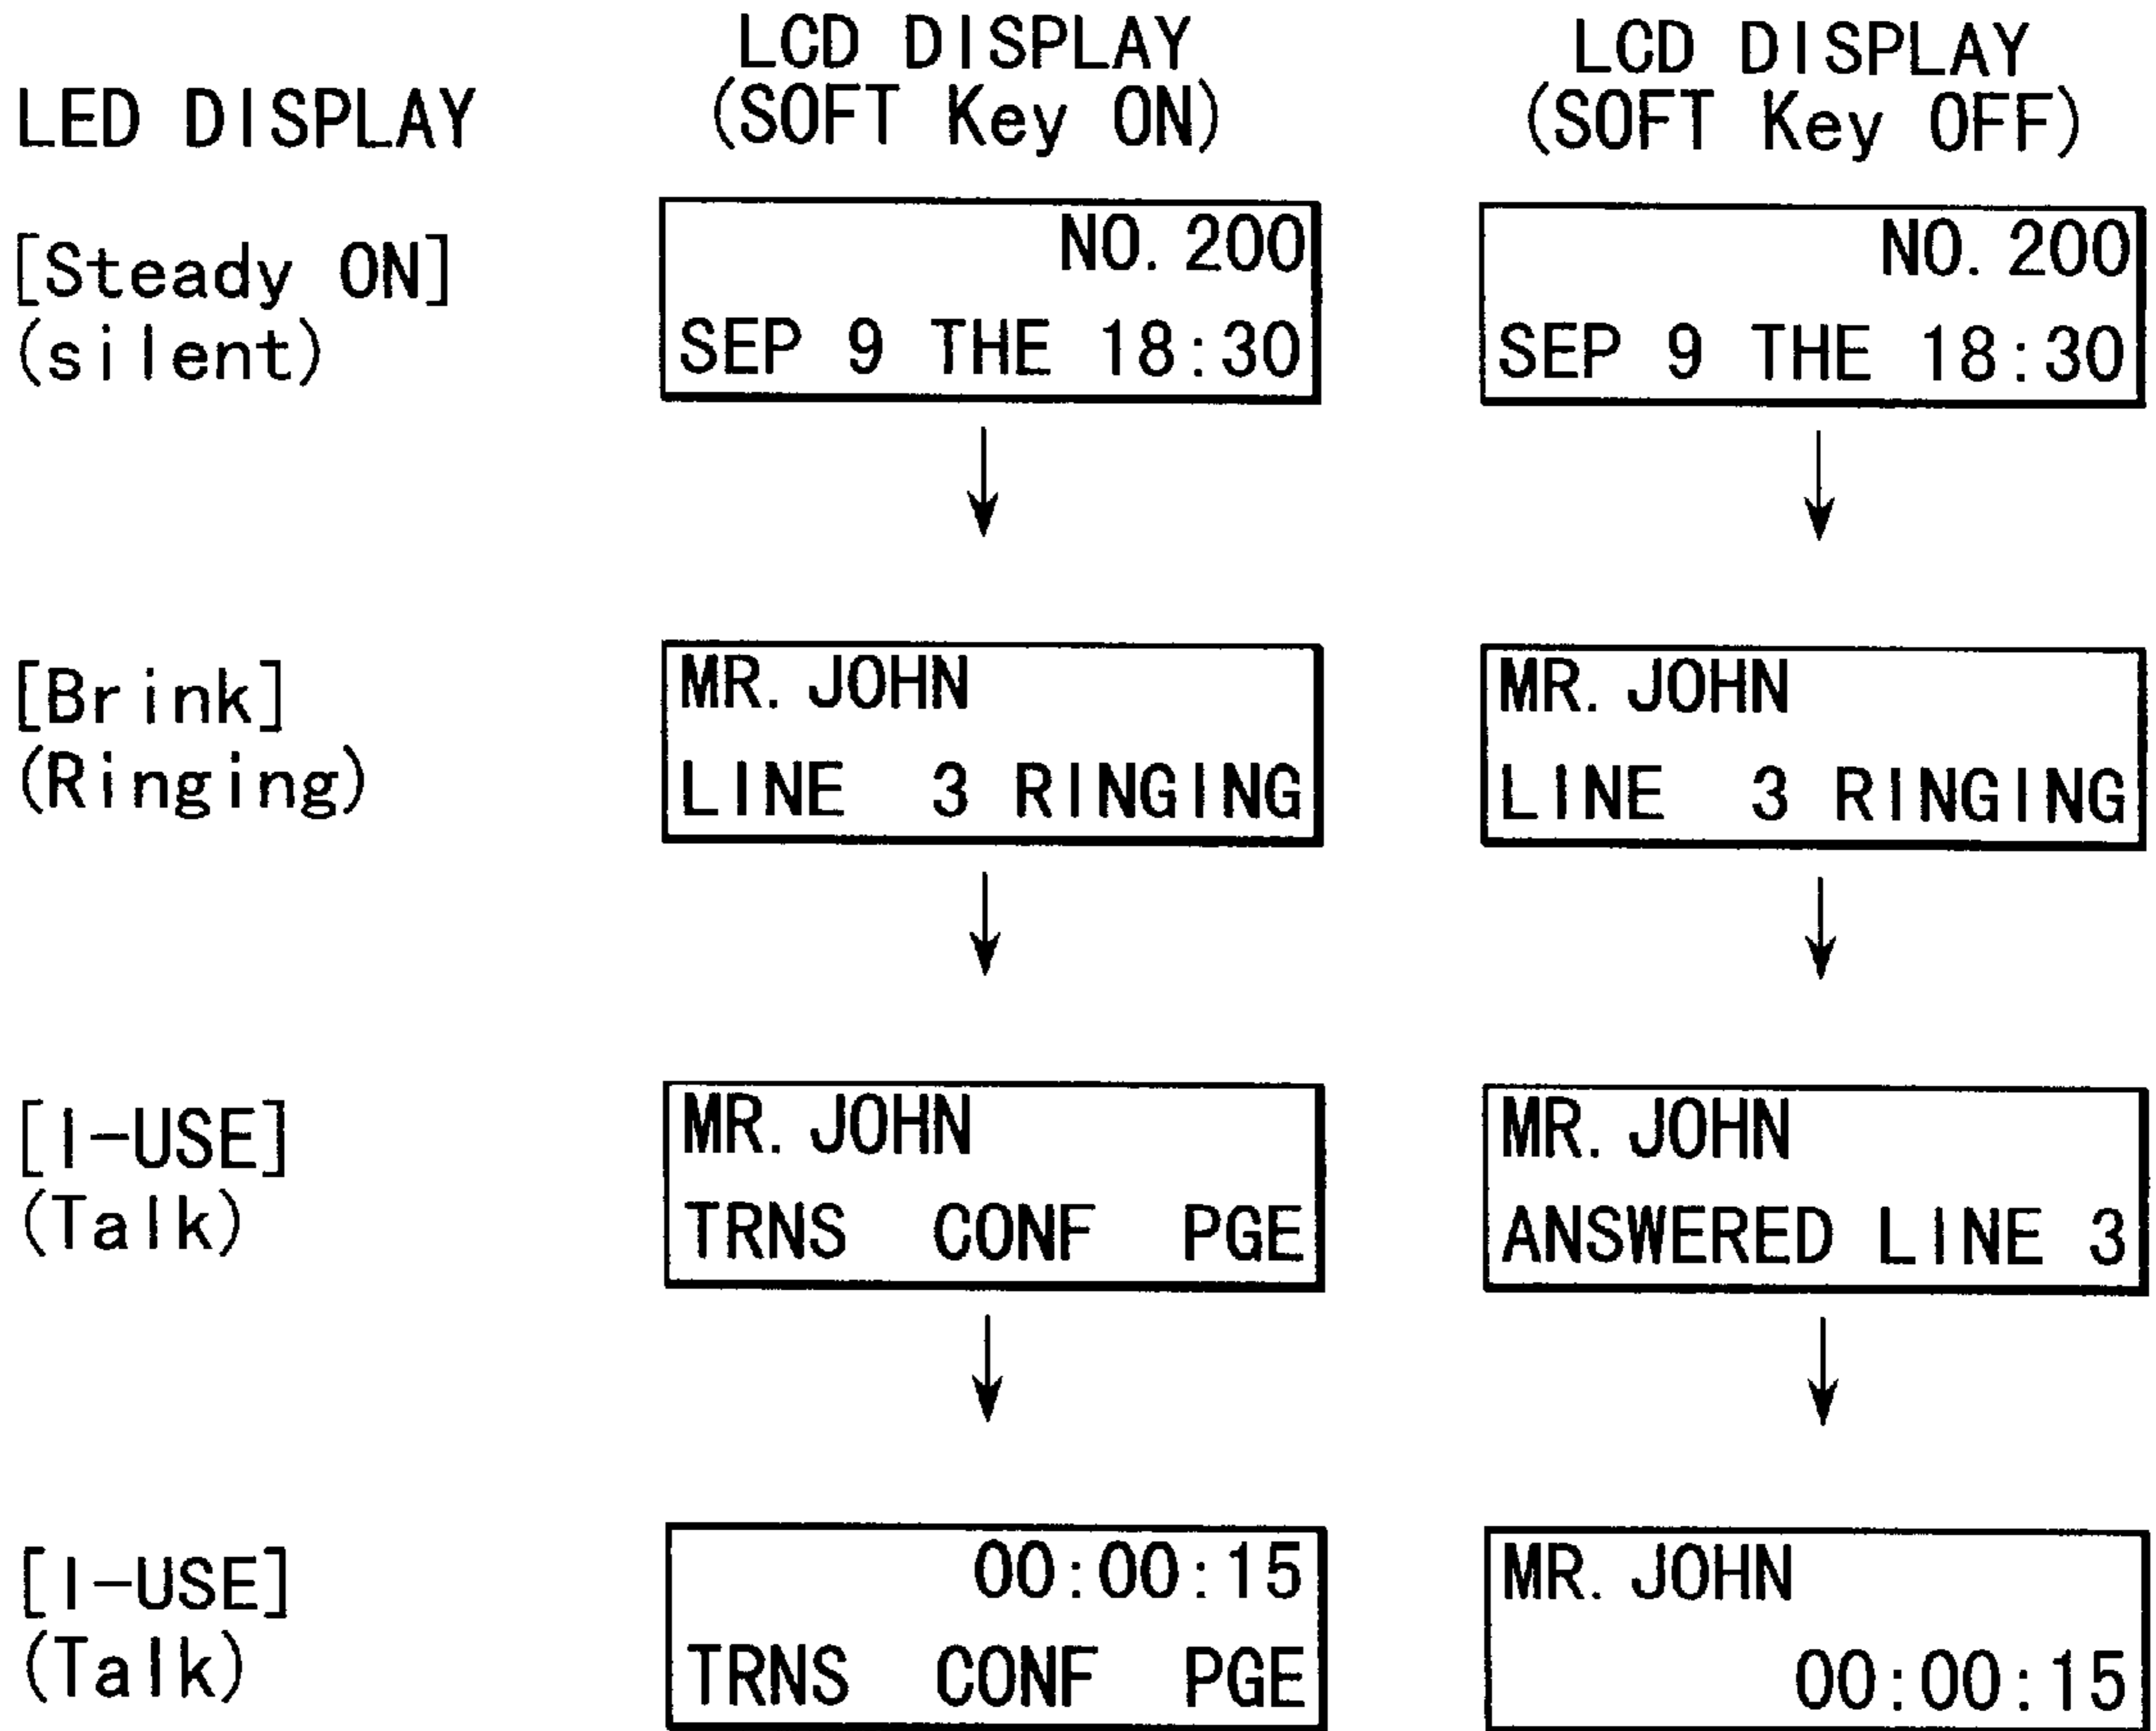 LED DISPLAY
LCD DISPLAY
(SOFT Key ON)
LCD DISPLAY
(SOFT Key OFF)
[Steady ON]
(silent)
NO. 200
SEP 9 THE 18:30
NO. 200
SEP 9 THE 18:30
[Brink]
(Ringing)
MR. JOHN
LINE 3 RINGING
MR. JOHN
LINE 3 RINGING
[I-USE]
(Talk)
MR. JOHN
TRNS CONF PGE
MR. JOHN
ANSWERED LINE 3
[I-USE]
(Talk)
00:00:15
TRNS CONF PGE
MR. JOHN
00:00:15